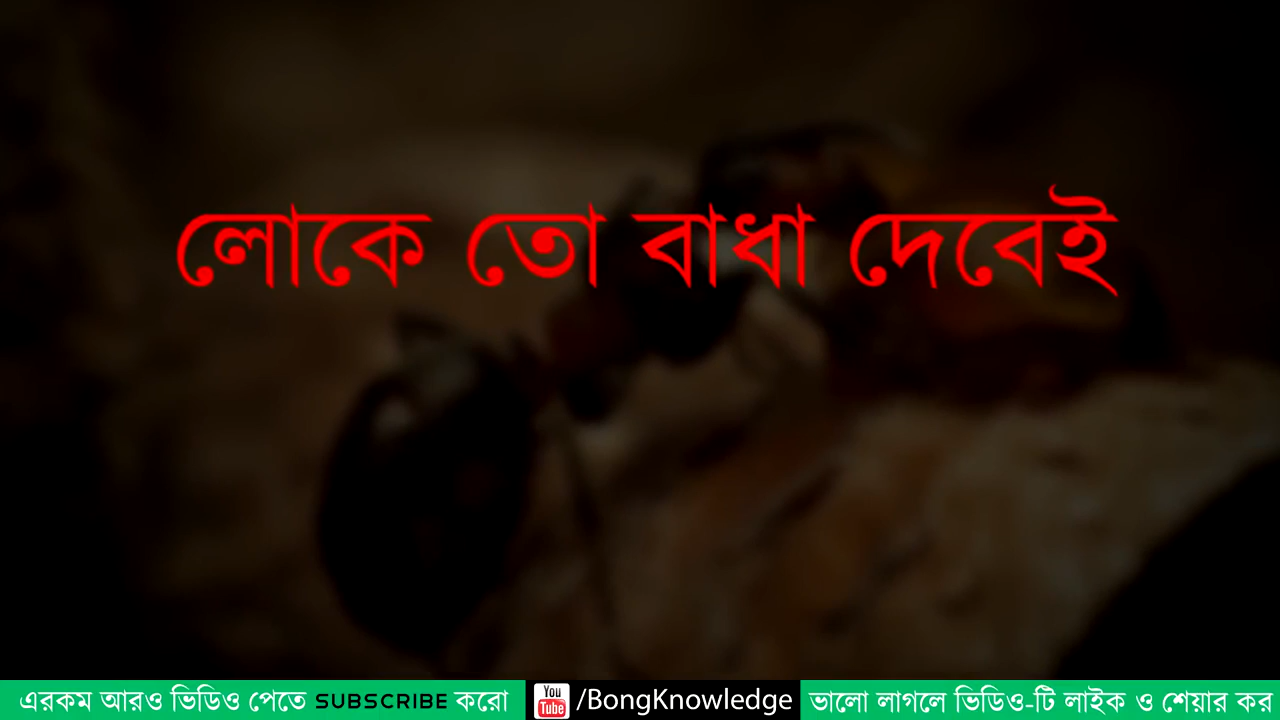 লোকে তো বাধা দেবেই
এরকম আরও ভিডিও পেতে SUBSCRIBE করো You Tube /BongKnowledge ভালো লাগলে ভিডিও-টি লাইক ও শেয়ার কর